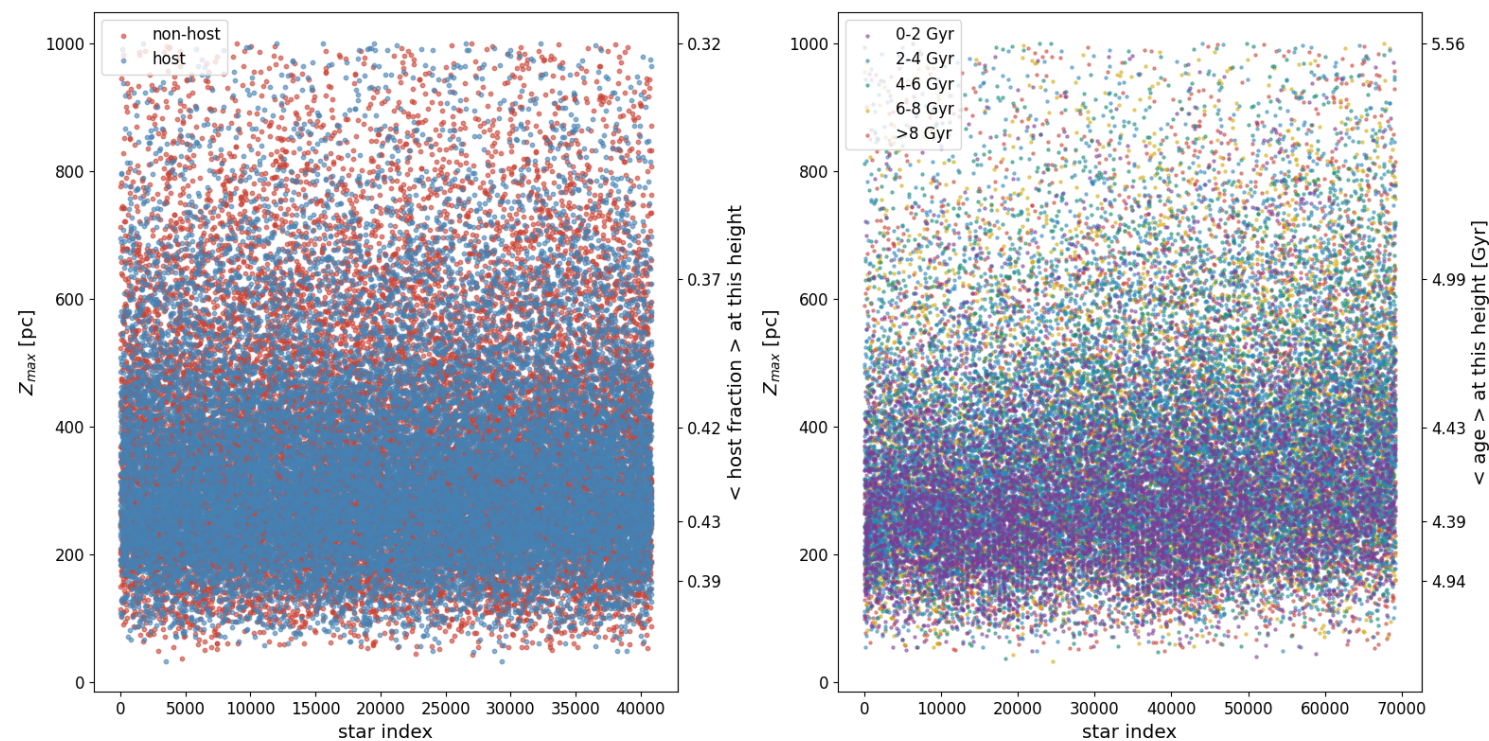 non-host
host
1000
800
600
400
200
0
Z_max [pc]
0 5000 10000 15000 20000 25000 30000 35000 40000
star index
0.32
0.37
0.42
0.43
0.39
< host fraction > at this height
0-2 Gyr
2-4 Gyr
4-6 Gyr
6-8 Gyr
>8 Gyr
1000
800
600
400
200
0
Z_max [pc]
0 10000 20000 30000 40000 50000 60000 70000
star index
5.56
4.99
4.43
4.39
4.94
< age > at this height [Gyr]